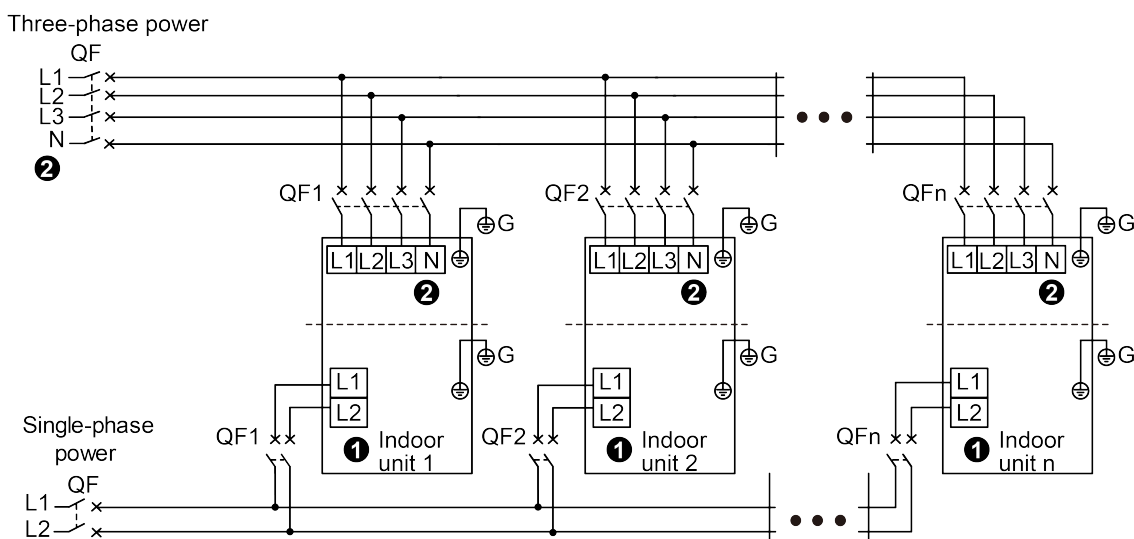 Three-phase power
QF
L1
L2
L3
N
2
QF1
QF2
QFn
G
G
G
L1 L2 L3 N
L1 L2 L3 N
L1 L2 L3 N
2
2
2
G
G
G
L1
L2
L1
L2
L1
L2
Single-phase
power
QF1
QF2
QFn
1 Indoor
unit 1
1 Indoor
unit 2
1 Indoor
unit n
QF
L1
L2